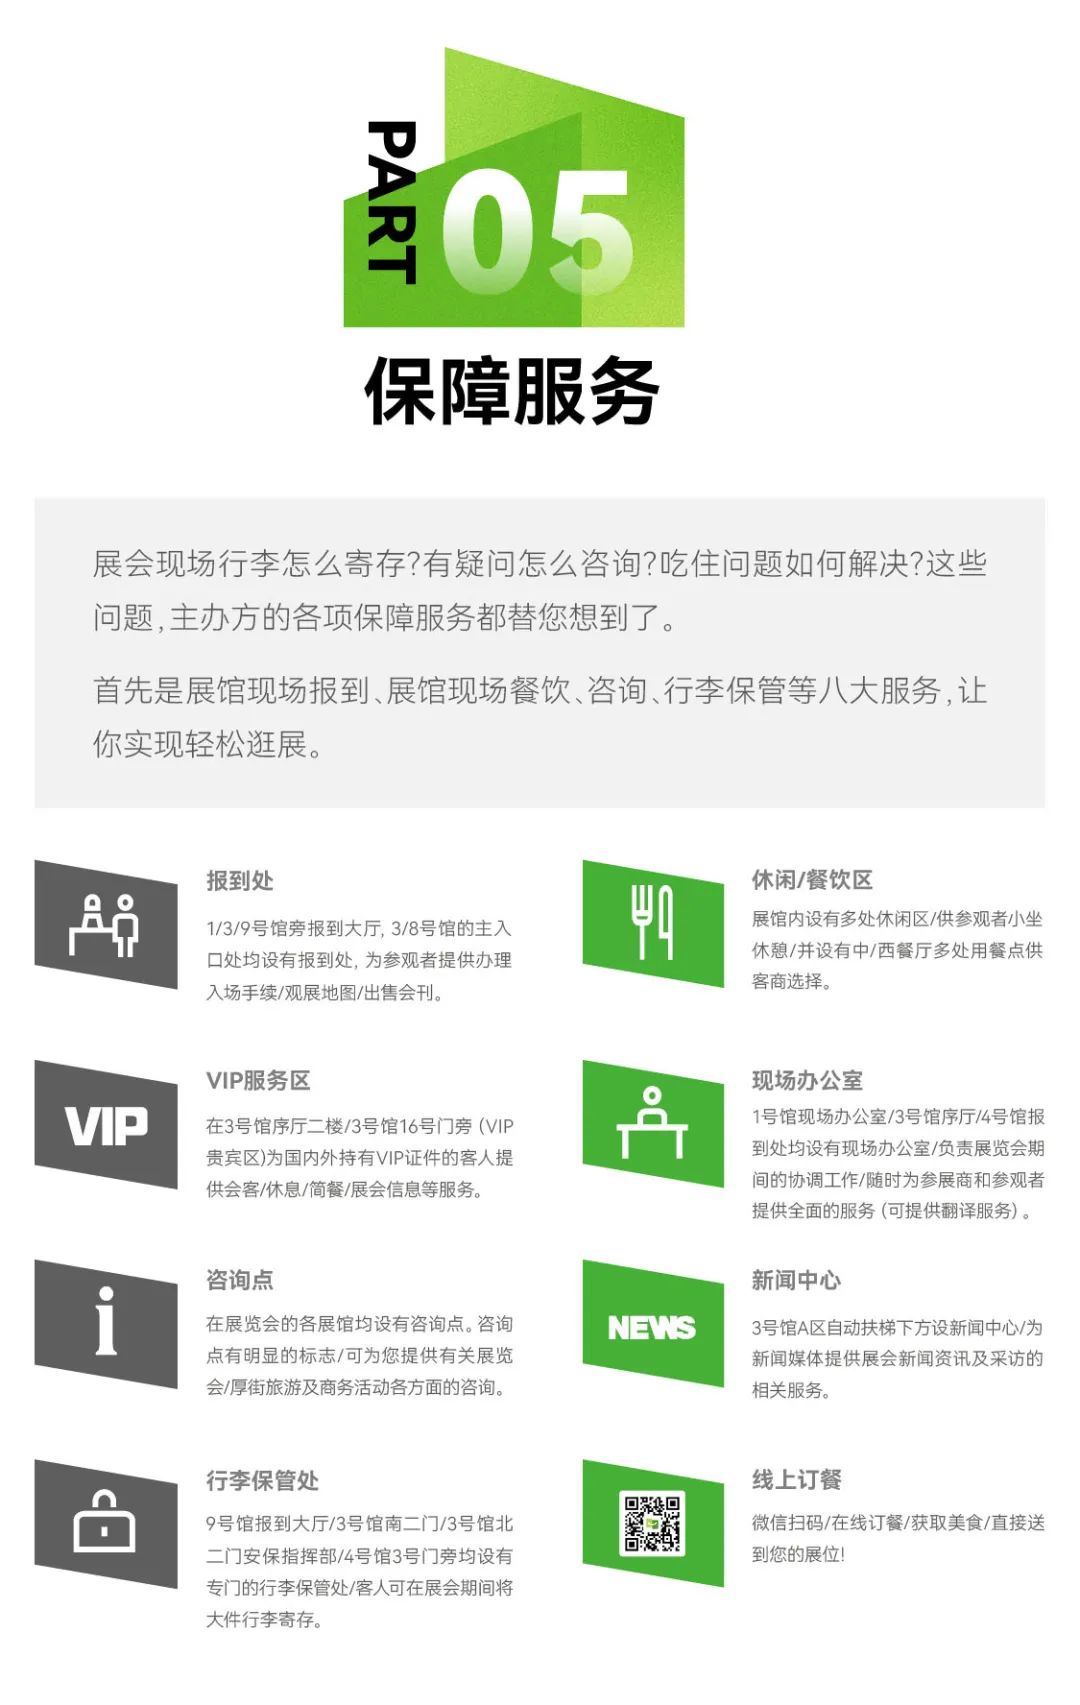 PART
05
保障服务
展会现场行李怎么寄存?有疑问怎么咨询?吃住问题如何解决?这些
问题,主办方的各项保障服务都替您想到了。
首先是展馆现场报到、展馆现场餐饮、咨询、行李保管等八大服务,让
你实现轻松逛展。
报到处
1/3/9号馆旁报到大厅, 3/8号馆的主入
口处均设有报到处, 为参观者提供办理
入场手续/观展地图/出售会刊。
休闲/餐饮区
展馆内设有多处休闲区/供参观者小坐
休憩/并设有中/西餐厅多处用餐点供
客商选择。
VIP
VIP服务区
在3号馆序厅二楼/3号馆16号门旁 (VIP
贵宾区)为国内外持有VIP证件的客人提
供会客/休息/简餐/展会信息等服务。
现场办公室
1号馆现场办公室/3号馆序厅/4号馆报
到处均设有现场办公室/负责展览会期
间的协调工作/随时为参展商和参观者
提供全面的服务 (可提供翻译服务) 。
i
咨询点
在展览会的各展馆均设有咨询点。咨询
点有明显的标志/可为您提供有关展览
会/厚街旅游及商务活动各方面的咨询。
NEWS
新闻中心
3号馆A区自动扶梯下方设新闻中心/为
新闻媒体提供展会新闻资讯及采访的
相关服务。
行李保管处
9号馆报到大厅/3号馆南二门/3号馆北
二门安保指挥部/4号馆3号门旁均设有
专门的行李保管处/客人可在展会期间将
大件行李寄存。
线上订餐
微信扫码/在线订餐/获取美食/直接送
到您的展位!